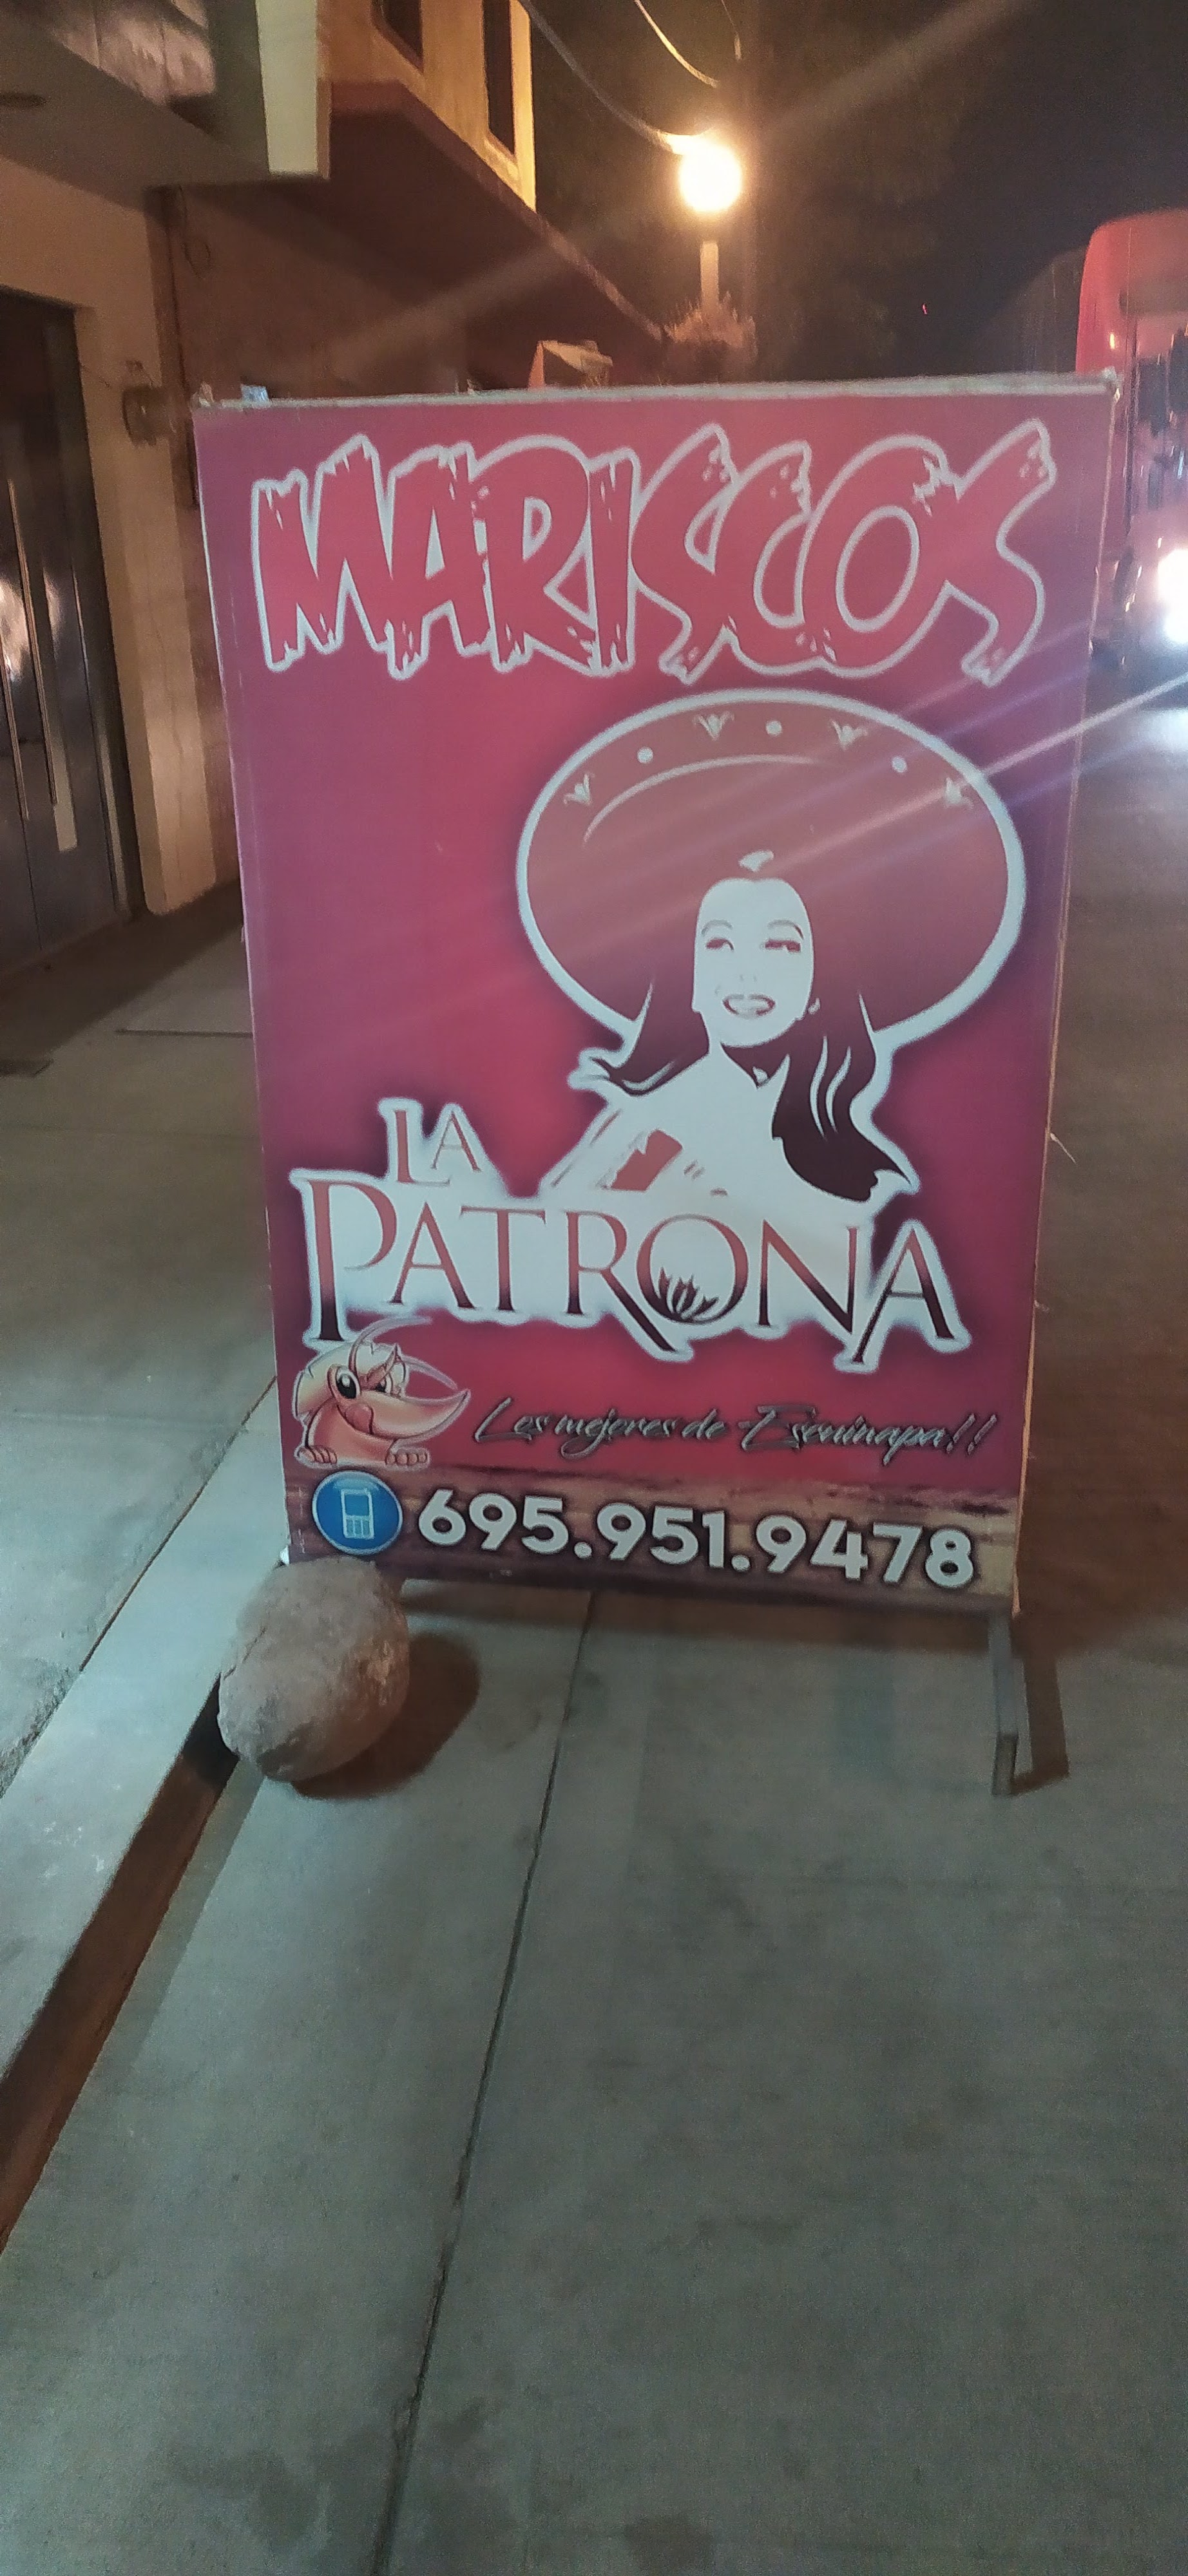 MARISCOS
LA
PATRONA
Los mejores de Escuinapa!!
695.951.9478